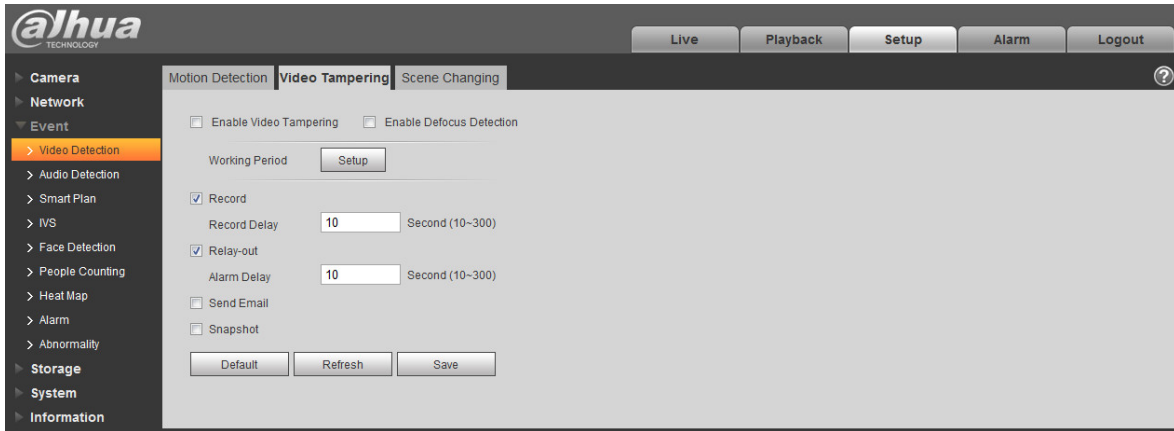 alhua
TECHNOLOGY
Live Playback Setup Alarm Logout
Camera
Network
Event
Video Detection
Audio Detection
Smart Plan
IVS
Face Detection
People Counting
Heat Map
Alarm
Abnormality
Storage
System
Information
Motion Detection Video Tampering Scene Changing ?
Enable Video Tampering Enable Defocus Detection
Working Period Setup
Record
Record Delay 10 Second (10~300)
Relay-out
Alarm Delay 10 Second (10~300)
Send Email
Snapshot
Default Refresh Save